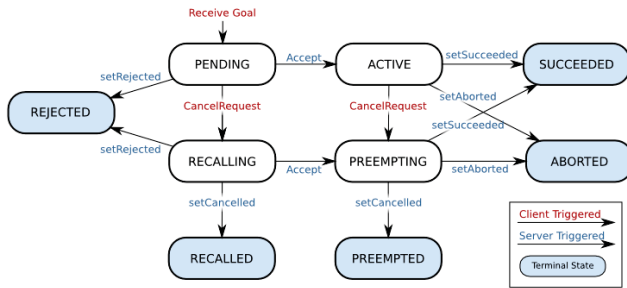 Receive Goal
PENDING
Accept
ACTIVE
setSucceeded
SUCCEEDED
setRejected
setAborted
REJECTED
CancelRequest
CancelRequest
setSucceeded
setRejected
RECALLING
Accept
PREEMPTING
setAborted
ABORTED
setCancelled
setCancelled
RECALLED
PREEMPTED
Client Triggered
Server Triggered
Terminal State